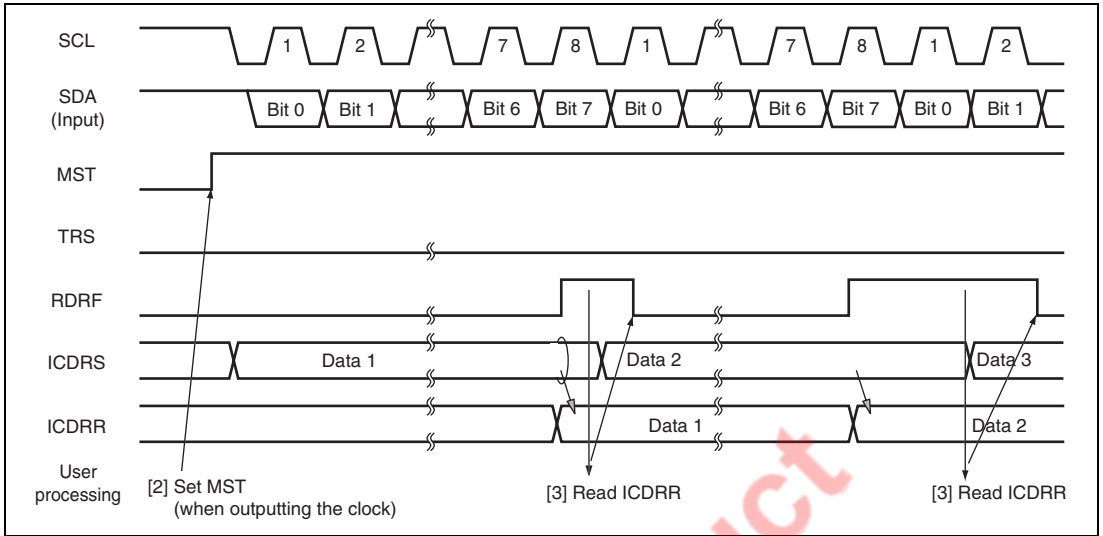 SCL 1 2 7 8 1 7 8 1 2
SDA
(Input)
Bit 0 Bit 1 Bit 6 Bit 7 Bit 0 Bit 6 Bit 7 Bit 0 Bit 1
MST
TRS
RDRF
ICDRS Data 1 Data 2 Data 3
ICDRR Data 1 Data 2
User
processing
[2] Set MST
(when outputting the clock)
[3] Read ICDRR [3] Read ICDRR
uct